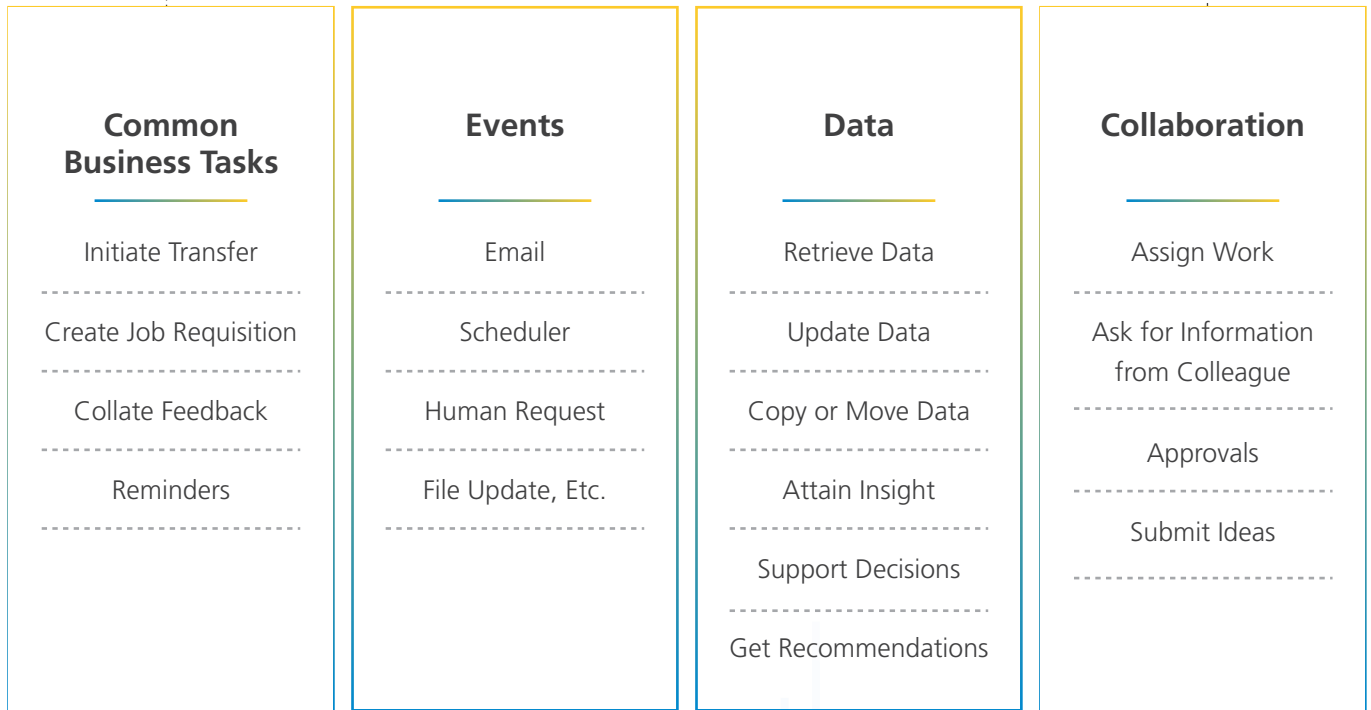 Common
Business Tasks
Initiate Transfer
Create Job Requisition
Collate Feedback
Reminders
Events
Email
Scheduler
Human Request
File Update, Etc.
Data
Retrieve Data
Update Data
Copy or Move Data
Attain Insight
Support Decisions
Get Recommendations
Collaboration
Assign Work
Ask for Information
from Colleague
Approvals
Submit Ideas